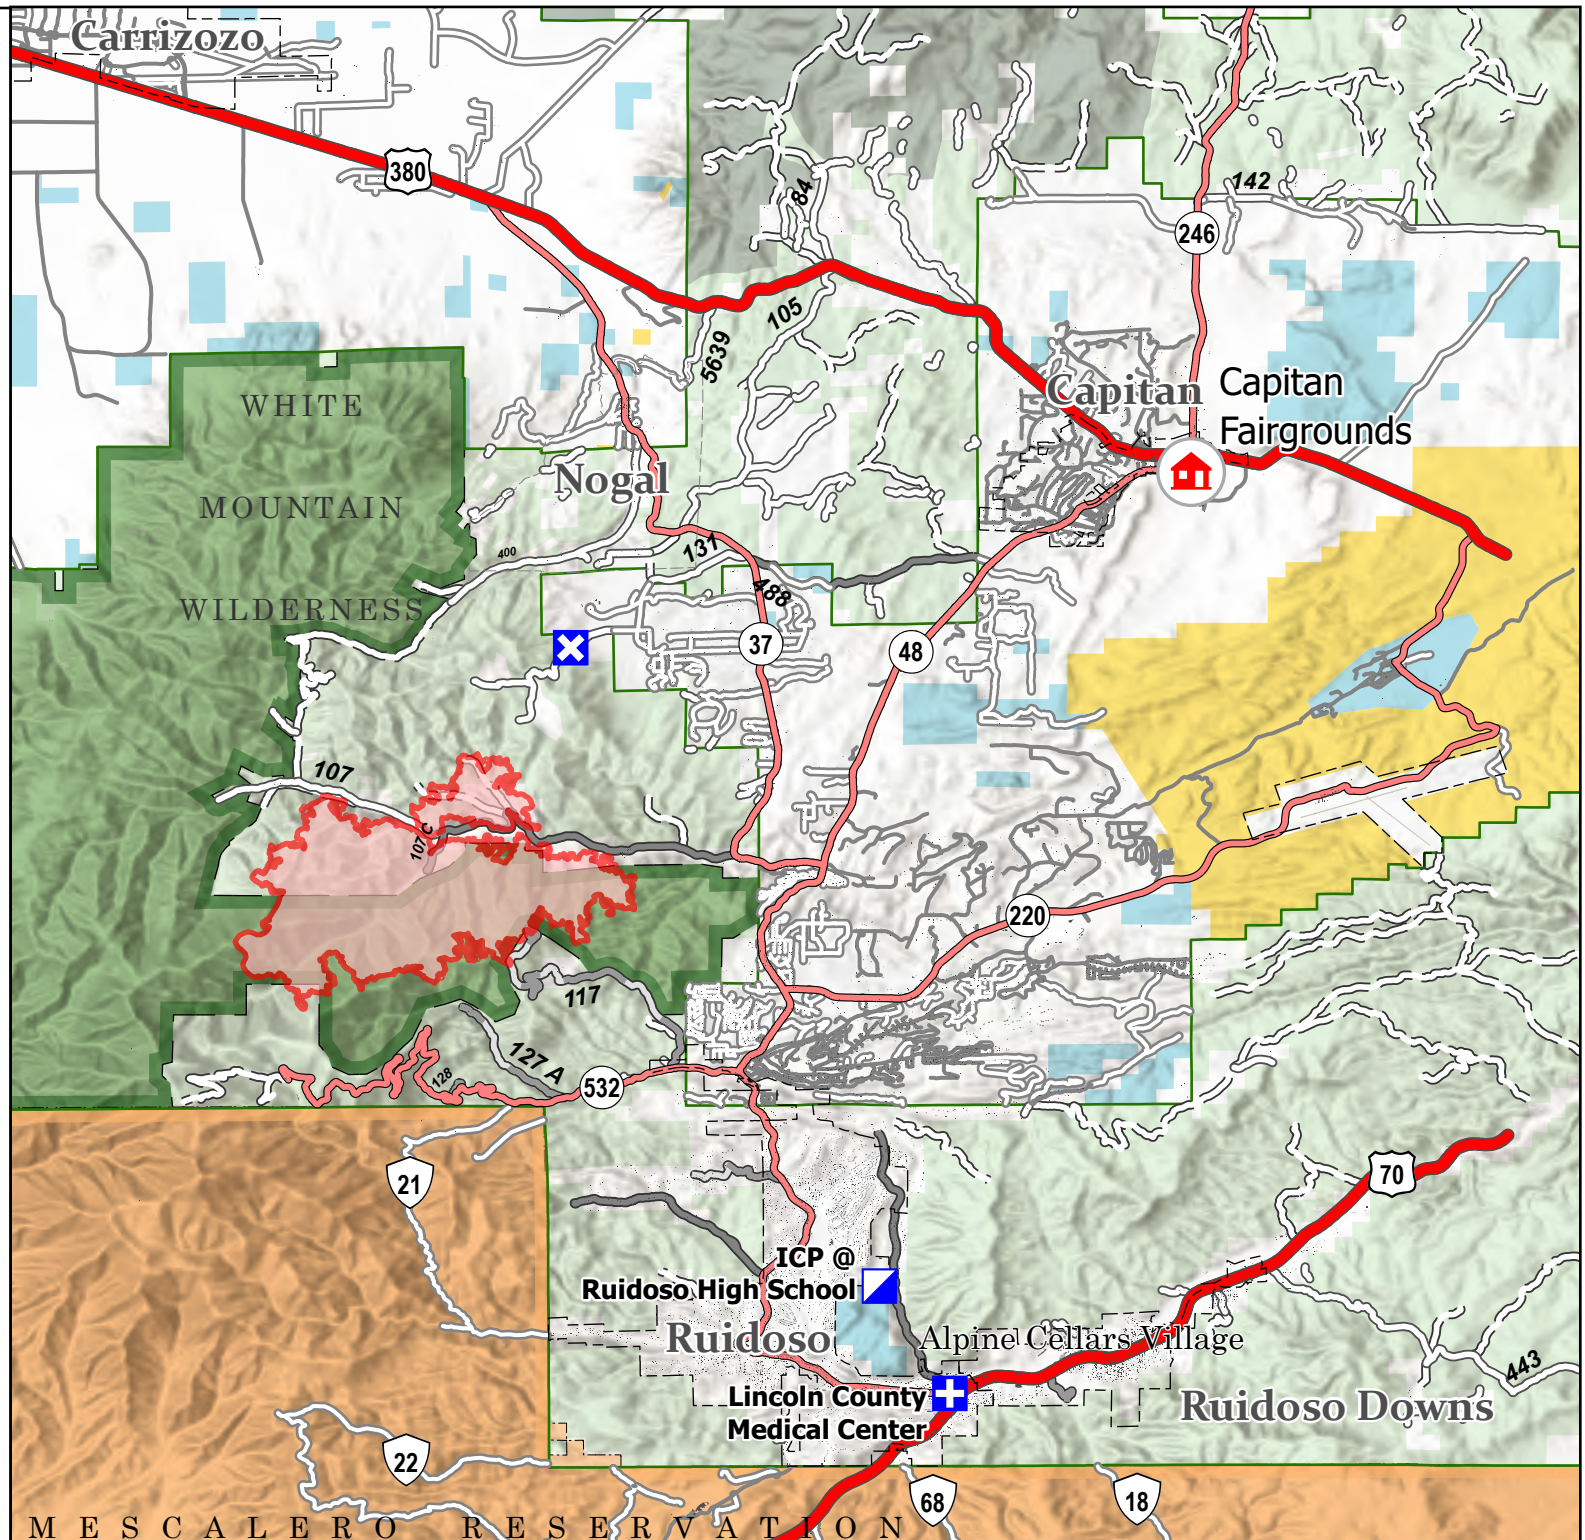 Carrizozo
380
84
142
246
105
5639
Capitan
Capitan
Fairgrounds
WHITE
MOUNTAIN
WILDERNESS
Nogal
400
131
488
37
48
107
107C
220
117
127 A
128
532
21
70
ICP @
Ruidoso High School
Ruidoso
Alpine Cellars Village
443
Lincoln County
Medical Center
Ruidoso Downs
22
68
18
MESCALERO RESERVATION